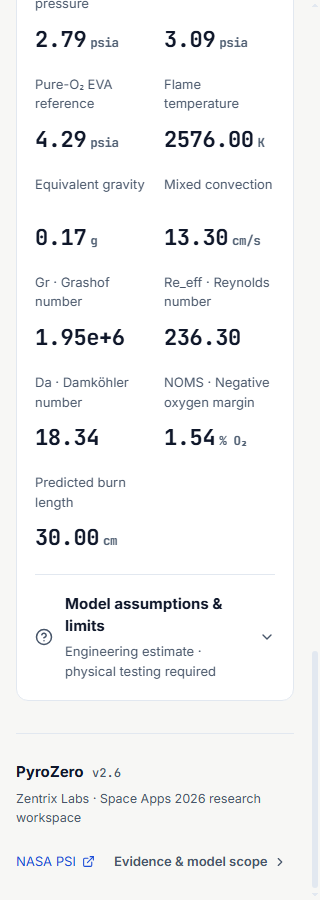 pressure
2.79 psia 3.09 psia
Pure-O₂ EVA Flame
reference temperature
4.29 psia 2576.00 K
Equivalent gravity Mixed convection
0.17 g 13.30 cm/s
Gr · Grashof Re_eff · Reynolds
number number
1.95e+6 236.30
Da · Damköhler NOMS · Negative
number oxygen margin
18.34 1.54 % O₂
Predicted burn
length
30.00 cm
Model assumptions &
limits
Engineering estimate ·
physical testing required
PyroZero v2.6
Zentrix Labs · Space Apps 2026 research
workspace
NASA PSI Evidence & model scope